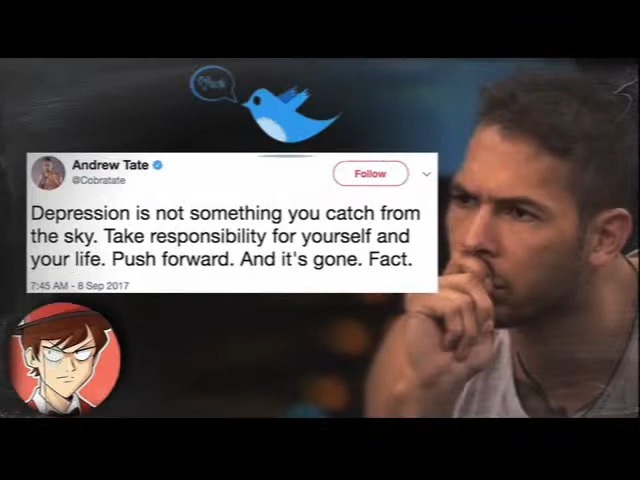 Andrew Tate
@Cobratate
Follow
Depression is not something you catch from
the sky. Take responsibility for yourself and
your life. Push forward. And it's gone. Fact.
7:45 AM - 8 Sep 2017